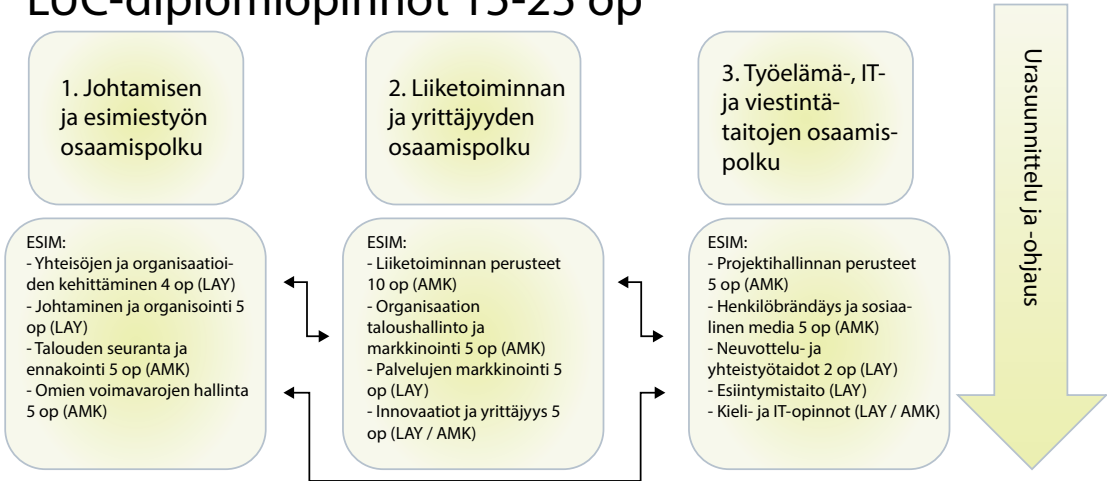 LUC-diplomiopinnot 15-25 op
1. Johtamisen
ja esimiestyön
osaamispolku
2. Liiketoiminnan
ja yrittäjyyden
osaamispolku
3. Työelämä-, IT-
ja viestintä-
taitojen osaamis-
polku
ESIM:
- Yhteisöjen ja organisaatioi-
den kehittäminen 4 op (LAY)
- Johtaminen ja organisointi 5
op (LAY)
- Talouden seuranta ja
ennakointi 5 op (AMK)
- Omien voimavarojen hallinta
5 op (AMK)
ESIM:
- Liiketoiminnan perusteet
10 op (AMK)
- Organisaation
taloushallinto ja
markkinointi 5 op (AMK)
- Palvelujen markkinointi 5
op (LAY)
- Innovaatiot ja yrittäjyys 5
op (LAY / AMK)
ESIM:
- Projektihallinnan perusteet
5 op (AMK)
- Henkilöbrändäys ja sosiaa-
linen media 5 op (AMK)
- Neuvottelu- ja
yhteistyötaidot 2 op (LAY)
- Esiintymistaito (LAY)
- Kieli- ja IT-opinnot (LAY / AMK)
Urasuunnittelu ja -ohjaus